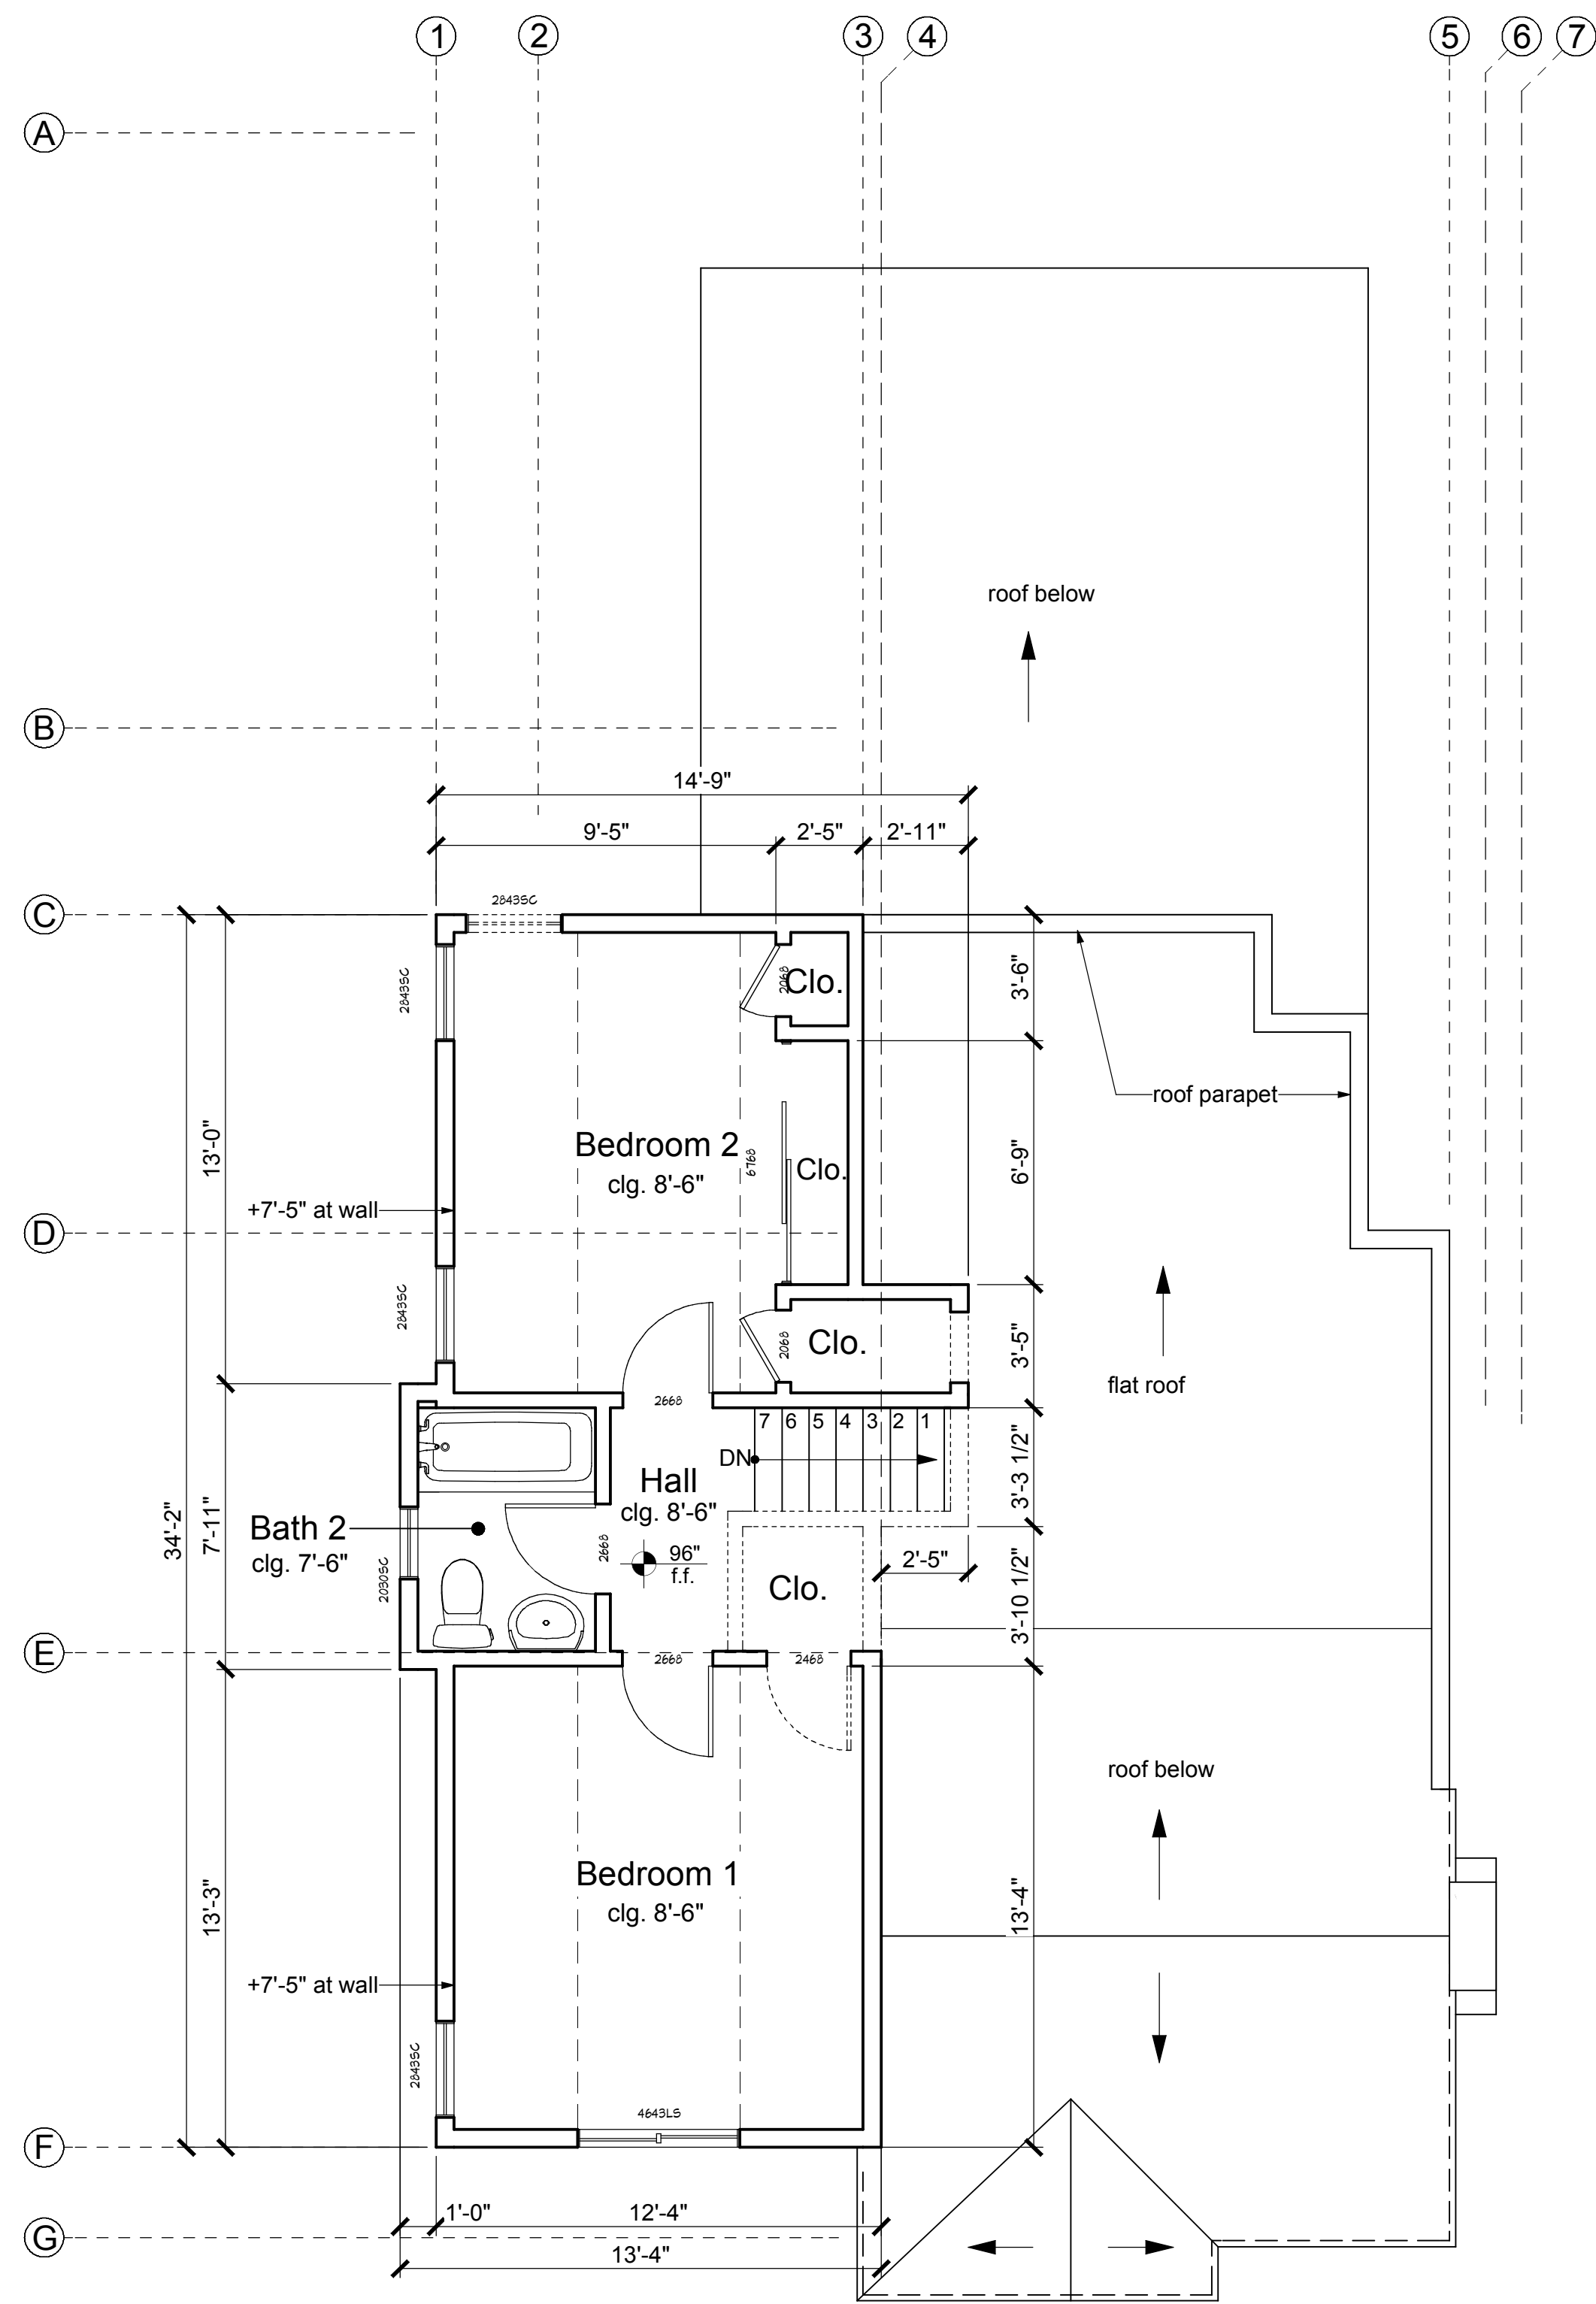 1 2 3 4 5 6 7
A
roof below
B
14'-9"
9'-5" 2'-5" 2'-11"
C
2843SC
2843SC
2068
Clo.
3'-6"
roof parapet
13'-0"
Bedroom 2
clg. 8'-6"
6768
Clo.
6'-9"
+7'-5" at wall
D
2843SC
2068
Clo.
3'-5"
flat roof
2668
7 6 5 4 3 2 1
DN
Hall
clg. 8'-6"
3'-3 1/2"
34'-2"
7'-11"
Bath 2
clg. 7'-6"
2030SC
2668
96"
f.f.
2'-5"
Clo.
3'-10 1/2"
E
2668
2468
roof below
Bedroom 1
clg. 8'-6"
13'-3"
13'-4"
+7'-5" at wall
2843SC
4643LS
F
1'-0" 12'-4"
G
13'-4"